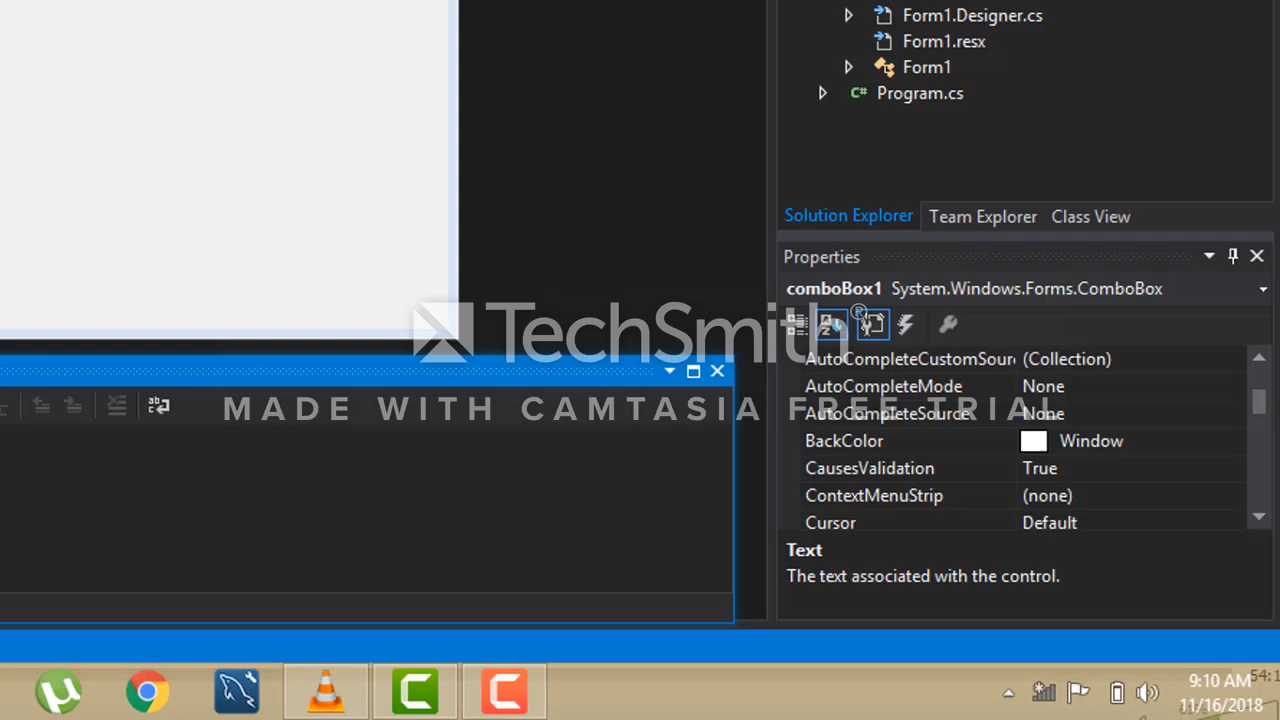 Form1.Designer.cs
Form1.resx
Form1
C# Program.cs
Solution Explorer Team Explorer Class View
Properties
comboBox1 System.Windows.Forms.ComboBox
TechSmith®
AutoCompleteCustomSour (Collection)
AutoCompleteMode None
MADE WITH CAMTASIA FREE TRIAL
AutoCompleteSource None
BackColor Window
CausesValidation True
ContextMenuStrip (none)
Cursor Default
Text
The text associated with the control.
9:10 AM
11/16/2018